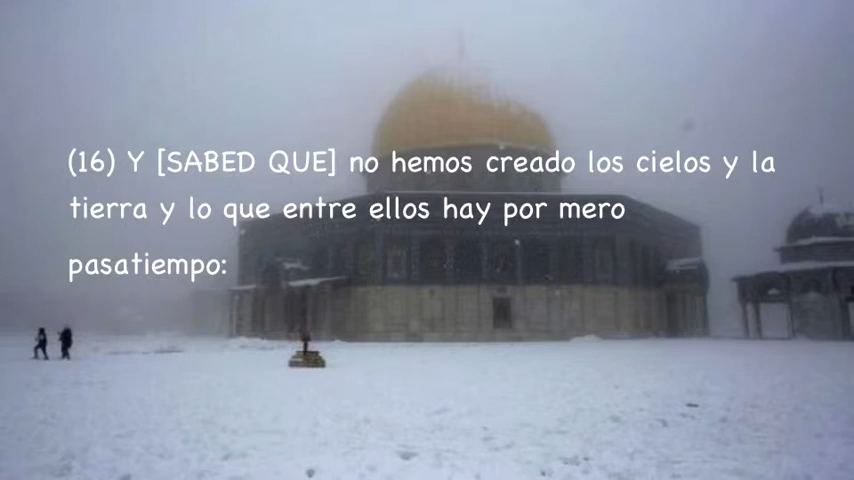 (16) Y [SABED QUE] no hemos creado los cielos y la
tierra y lo que entre ellos hay por mero
pasatiempo: